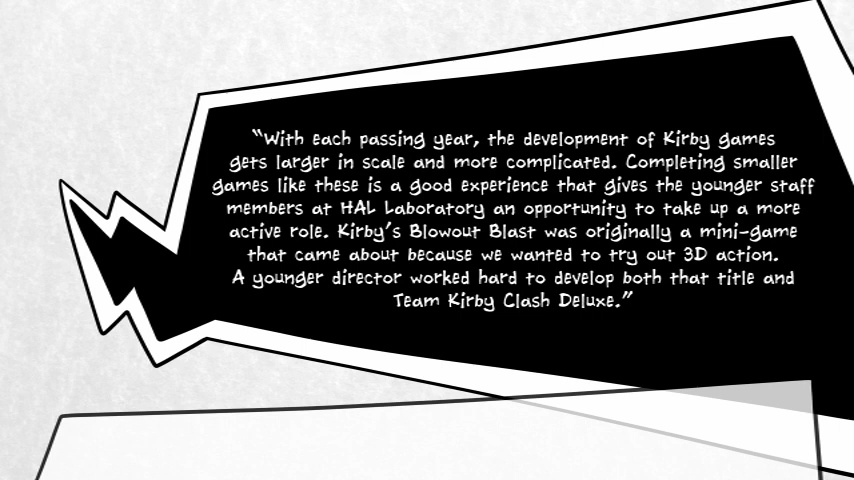 “With each passing year, the development of Kirby games
gets larger in scale and more complicated. Completing smaller
games like these is a good experience that gives the younger staff
members at HAL Laboratory an opportunity to take up a more
active role. Kirby’s Blowout Blast was originally a mini-game
that came about because we wanted to try out 3D action.
A younger director worked hard to develop both that title and
Team Kirby Clash Deluxe.”